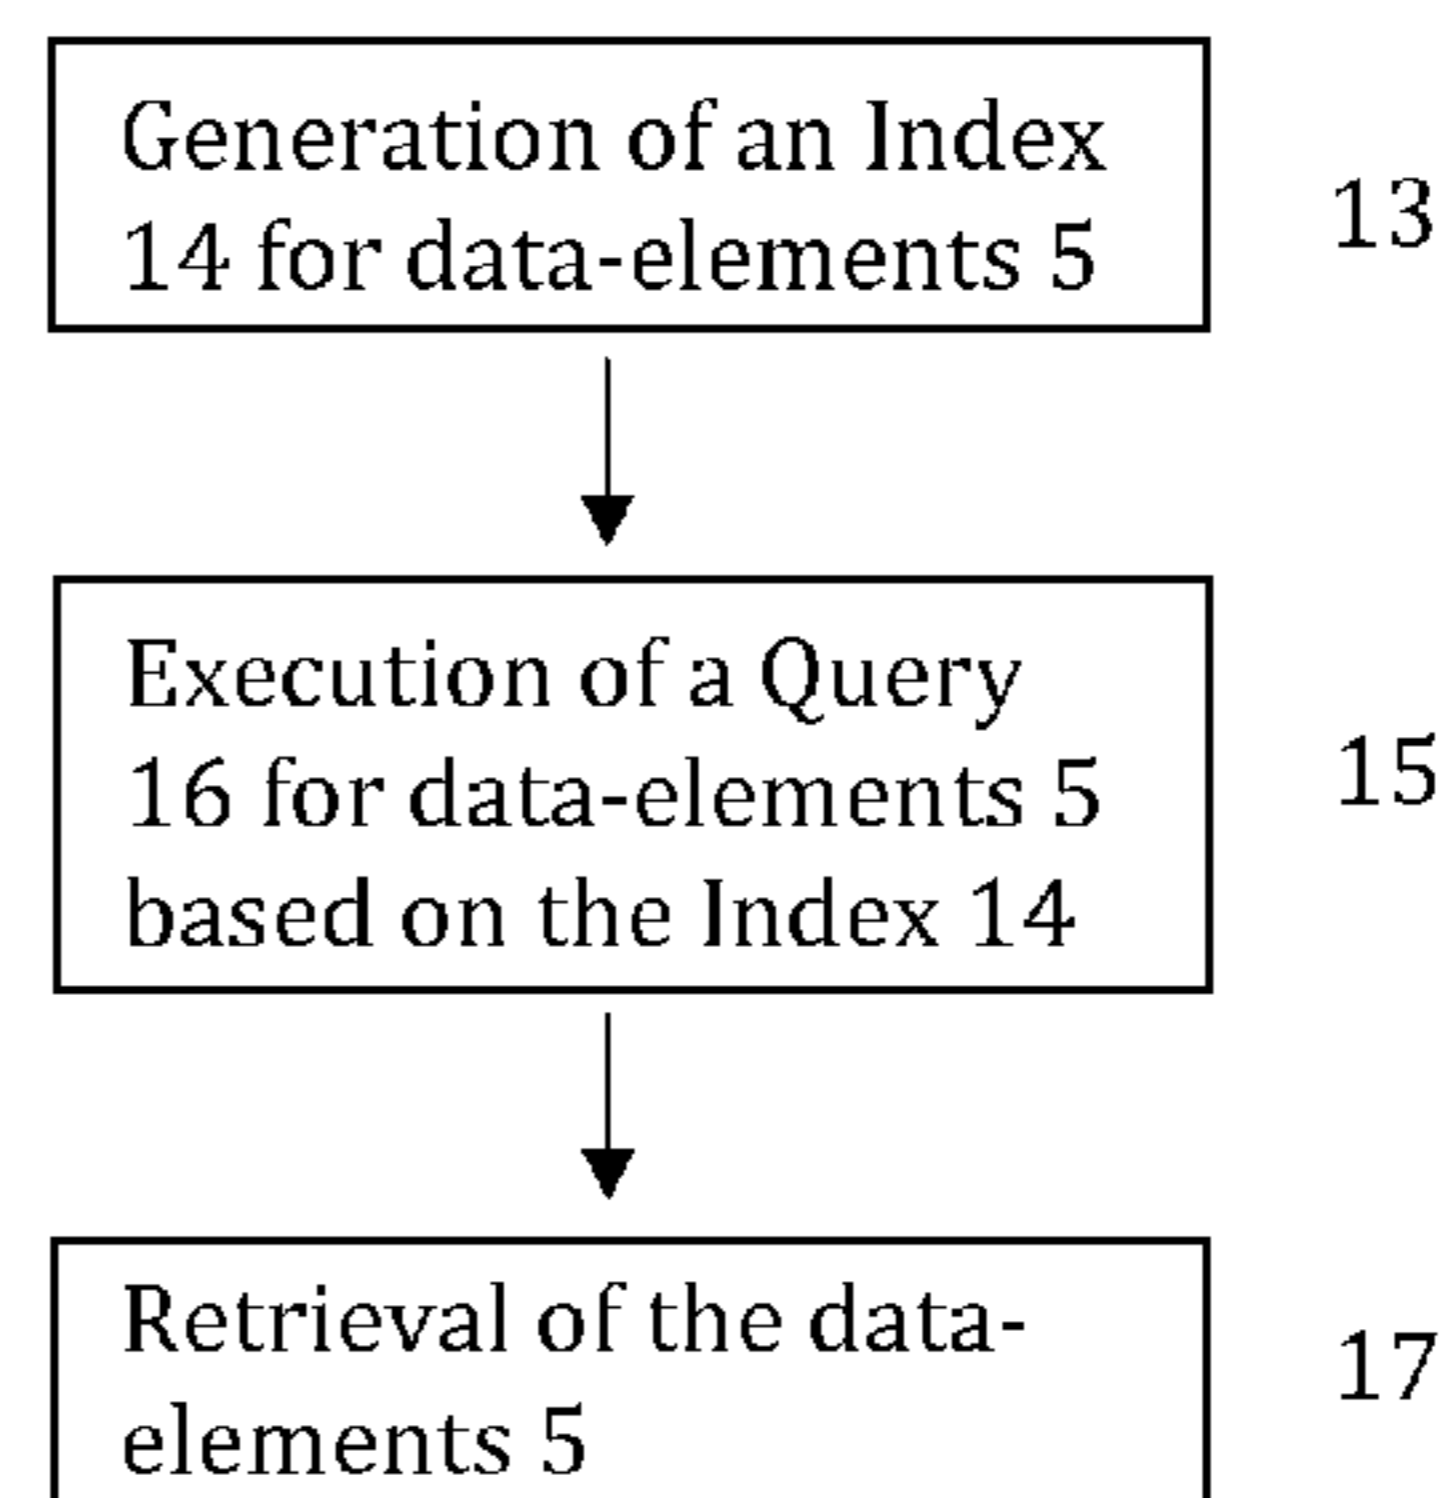 Generation of an Index
14 for data-elements 5
13
Execution of a Query
16 for data-elements 5
based on the Index 14
15
Retrieval of the data-
elements 5
17